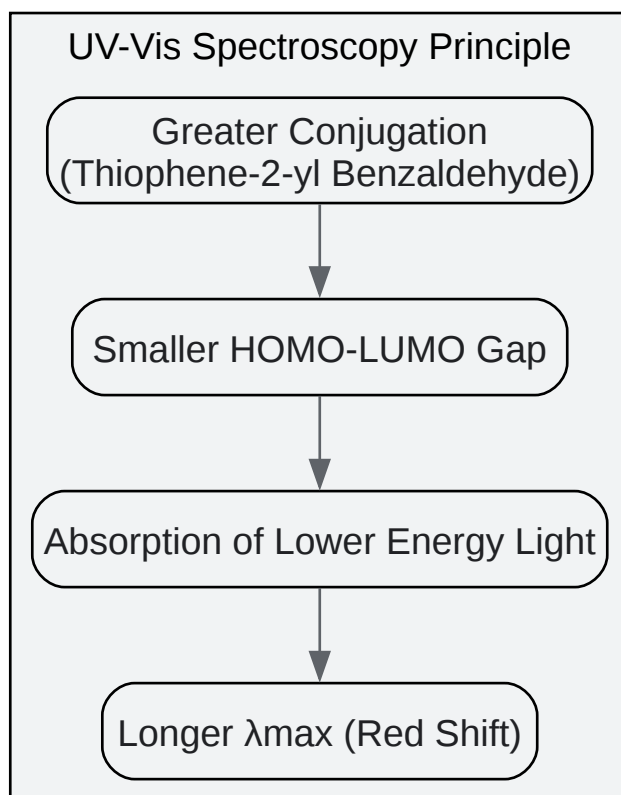 UV-Vis Spectroscopy Principle
Greater Conjugation
(Thiophene-2-yl Benzaldehyde)
Smaller HOMO-LUMO Gap
Absorption of Lower Energy Light
Longer λmax (Red Shift)